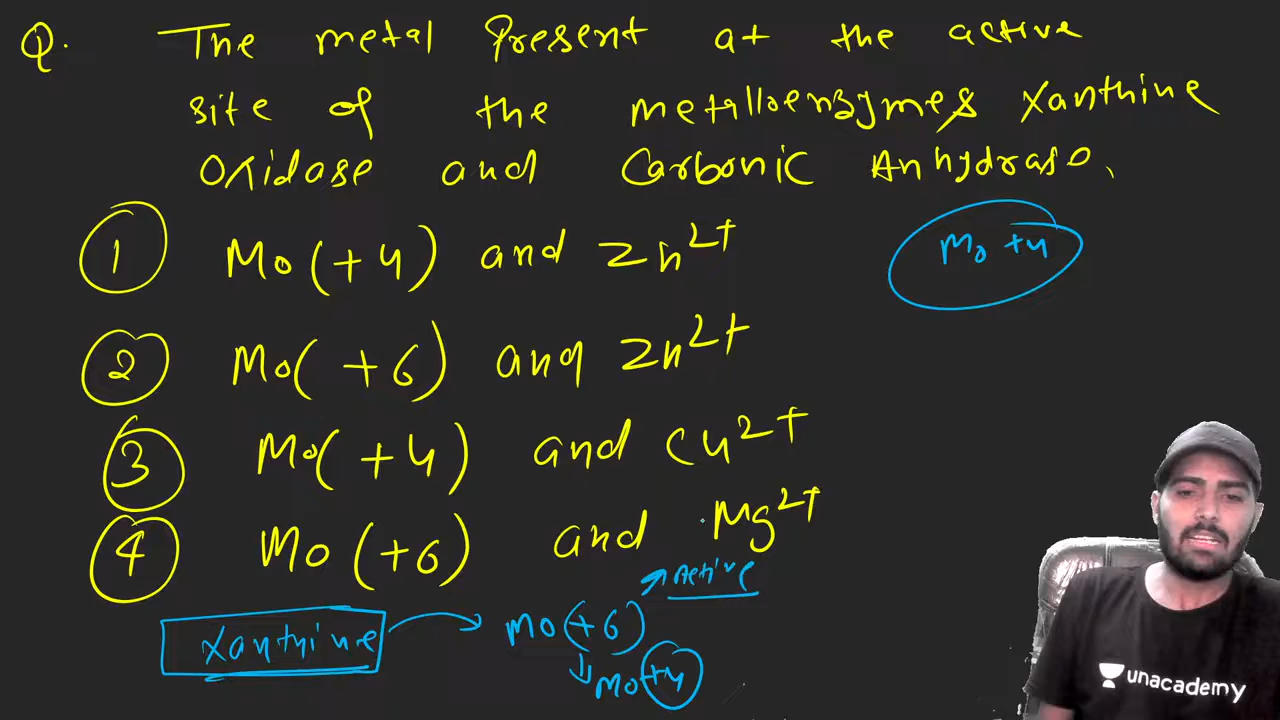 Q. The metal Present at the active
site of the metalloenzymes Xanthine
Oxidase and Carbonic Anhydrase,
1 Mo(+4) and Zn2+
Mo +4
2 Mo(+6) and Zn2+
3 Mo(+4) and Cu2+
4 Mo(+6) and Mg2+
Active
Xanthine → Mo(+6)
Mo+4
unacademy